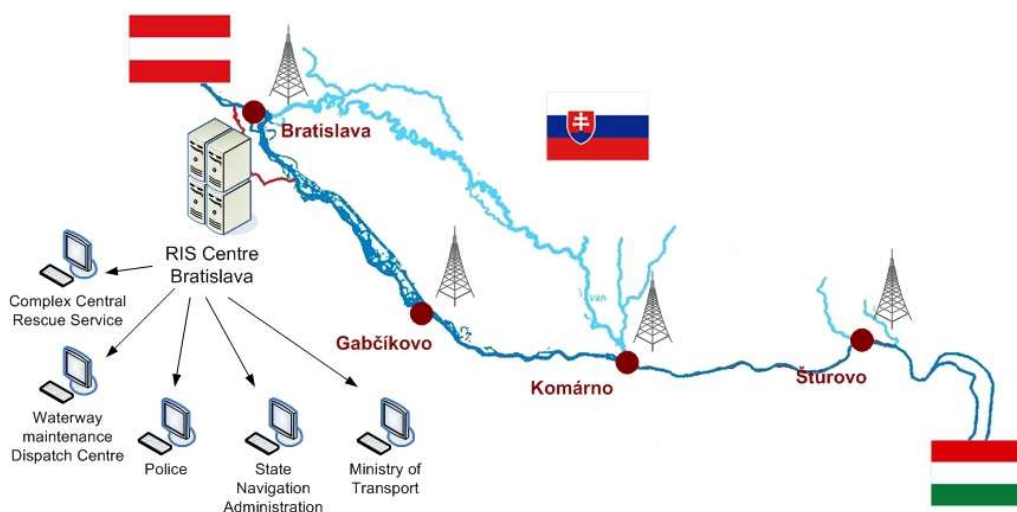 Bratislava
RIS Centre
Bratislava
Complex Central
Rescue Service
Gabčíkovo
Komárno
Štúrovo
Waterway
maintenance
Dispatch Centre
Police
State
Navigation
Administration
Ministry of
Transport